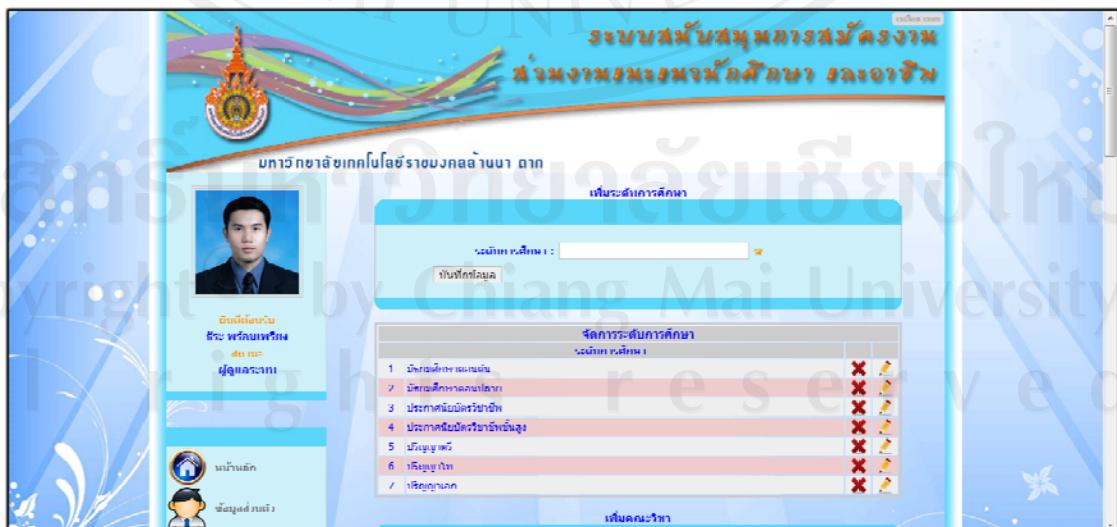 ระบบสนับสนุนการสมัครงาน
ส่วนงานแนะแนวนักศึกษา และอาชีพ
มหาวิทยาลัยเทคโนโลยีราชมงคลล้านนา ตาก
เพิ่มระดับการศึกษา
ระดับการศึกษา :
บันทึกข้อมูล
ยินดีต้อนรับ
ธีระ พร้อมเพรียง
สถานะ
ผู้ดูแลระบบ
จัดการระดับการศึกษา
ระดับการศึกษา
1 มัธยมศึกษาตอนต้น
2 มัธยมศึกษาตอนปลาย
3 ประกาศนียบัตรวิชาชีพ
4 ประกาศนียบัตรวิชาชีพชั้นสูง
5 ปริญญาตรี
6 ปริญญาโท
7 ปริญญาเอก
หน้าหลัก
ข้อมูลส่วนตัว
เพิ่มคณะวิชา
สิทธิ์มหาวิทยาลัยเชียงใหม่
by Chiang Mai University
rights reserved